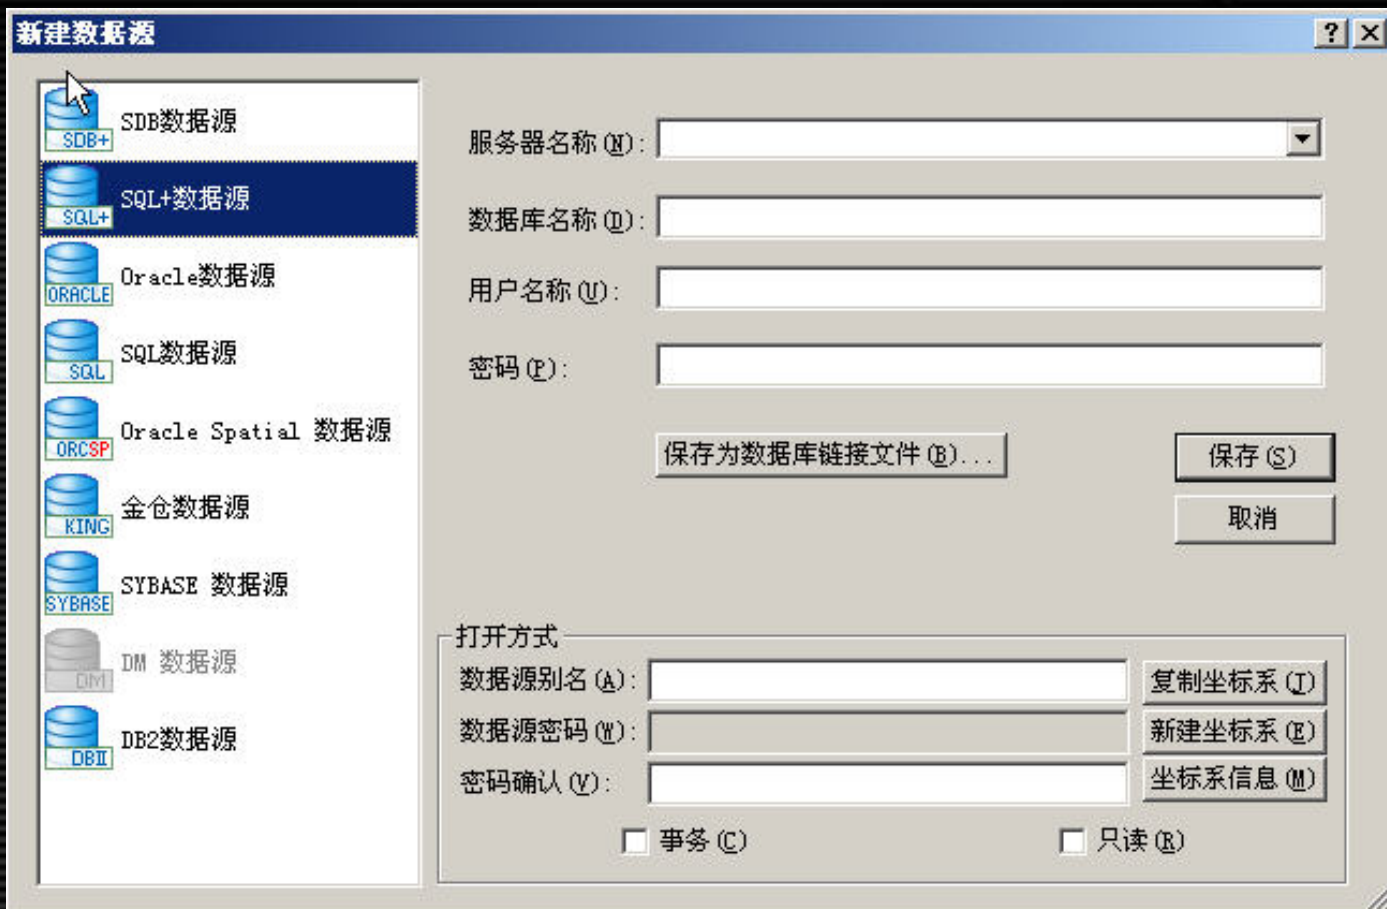 新建数据源
SDB+
SDB数据源
SQL+
SQL+数据源
ORACLE
Oracle数据源
SQL
SQL数据源
ORCSP
Oracle Spatial 数据源
KING
金仓数据源
SYBASE
SYBASE 数据源
DM
DM 数据源
DBII
DB2数据源
服务器名称(N):
数据库名称(D):
用户名称(U):
密码(P):
保存为数据库链接文件(B)...
保存(S)
取消
打开方式
数据源别名(A):
复制坐标系(J)
数据源密码(W):
新建坐标系(E)
密码确认(V):
坐标系信息(M)
事务(C)
只读(R)